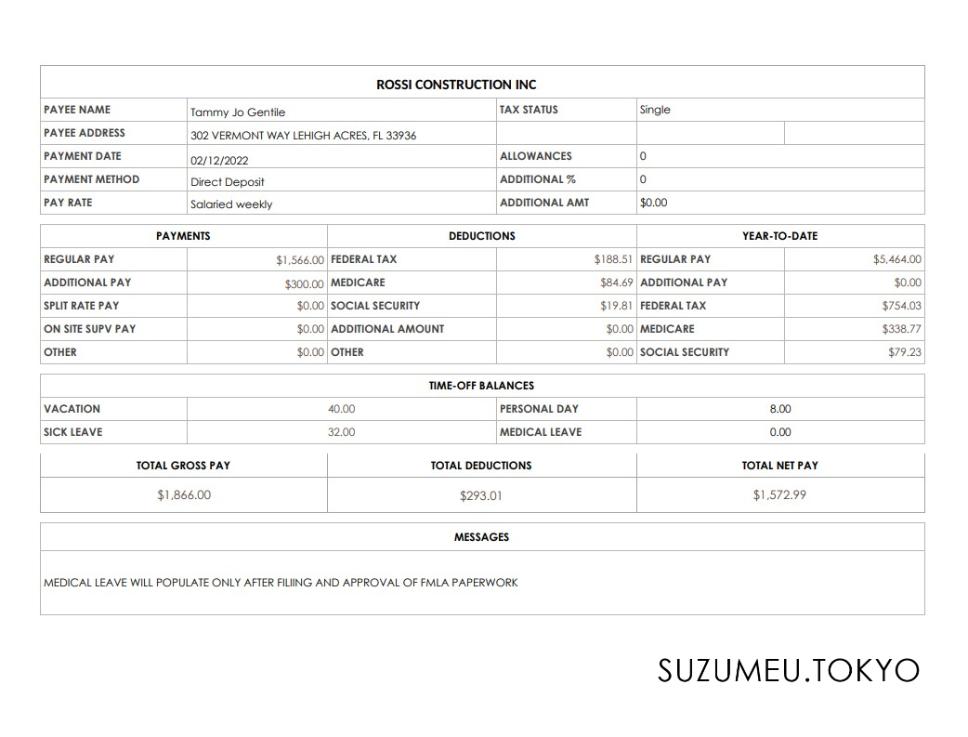 ROSSI CONSTRUCTION INC
PAYEE NAME Tammy Jo Gentile TAX STATUS Single
PAYEE ADDRESS 302 VERMONT WAY LEHIGH ACRES, FL 33936
PAYMENT DATE 02/12/2022 ALLOWANCES 0
PAYMENT METHOD Direct Deposit ADDITIONAL % 0
PAY RATE Salaried weekly ADDITIONAL AMT $0.00
PAYMENTS DEDUCTIONS YEAR-TO-DATE
REGULAR PAY $1,566.00 FEDERAL TAX $188.51 REGULAR PAY $5,464.00
ADDITIONAL PAY $300.00 MEDICARE $84.69 ADDITIONAL PAY $0.00
SPLIT RATE PAY $0.00 SOCIAL SECURITY $19.81 FEDERAL TAX $754.03
ON SITE SUPV PAY $0.00 ADDITIONAL AMOUNT $0.00 MEDICARE $338.77
OTHER $0.00 OTHER $0.00 SOCIAL SECURITY $79.23
TIME-OFF BALANCES
VACATION 40.00 PERSONAL DAY 8.00
SICK LEAVE 32.00 MEDICAL LEAVE 0.00
TOTAL GROSS PAY TOTAL DEDUCTIONS TOTAL NET PAY
$1,866.00 $293.01 $1,572.99
MESSAGES
MEDICAL LEAVE WILL POPULATE ONLY AFTER FILIING AND APPROVAL OF FMLA PAPERWORK
SUZUMEU.TOKYO